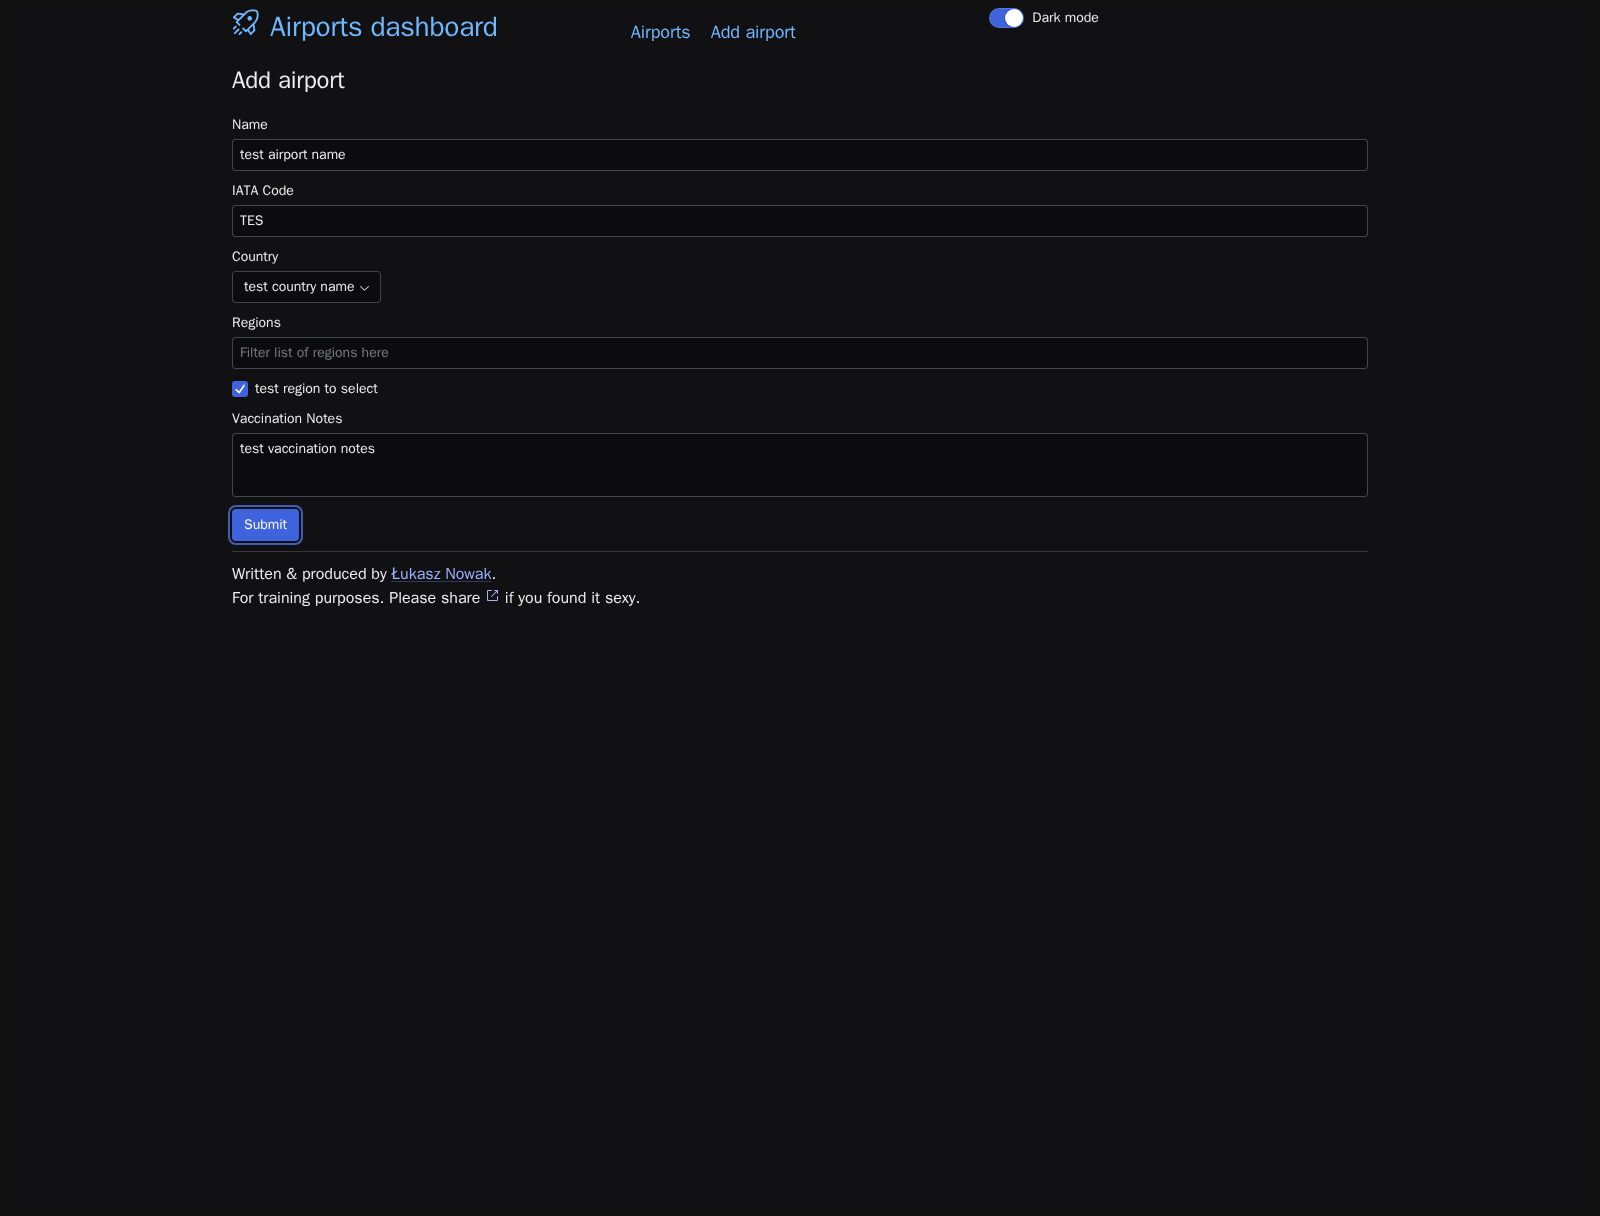 Airports dashboard
Airports
Add airport
Dark mode
Add airport
Name
test airport name
IATA Code
TES
Country
test country name
Regions
Filter list of regions here
test region to select
Vaccination Notes
test vaccination notes
Submit
Written & produced by Łukasz Nowak.
For training purposes. Please share if you found it sexy.